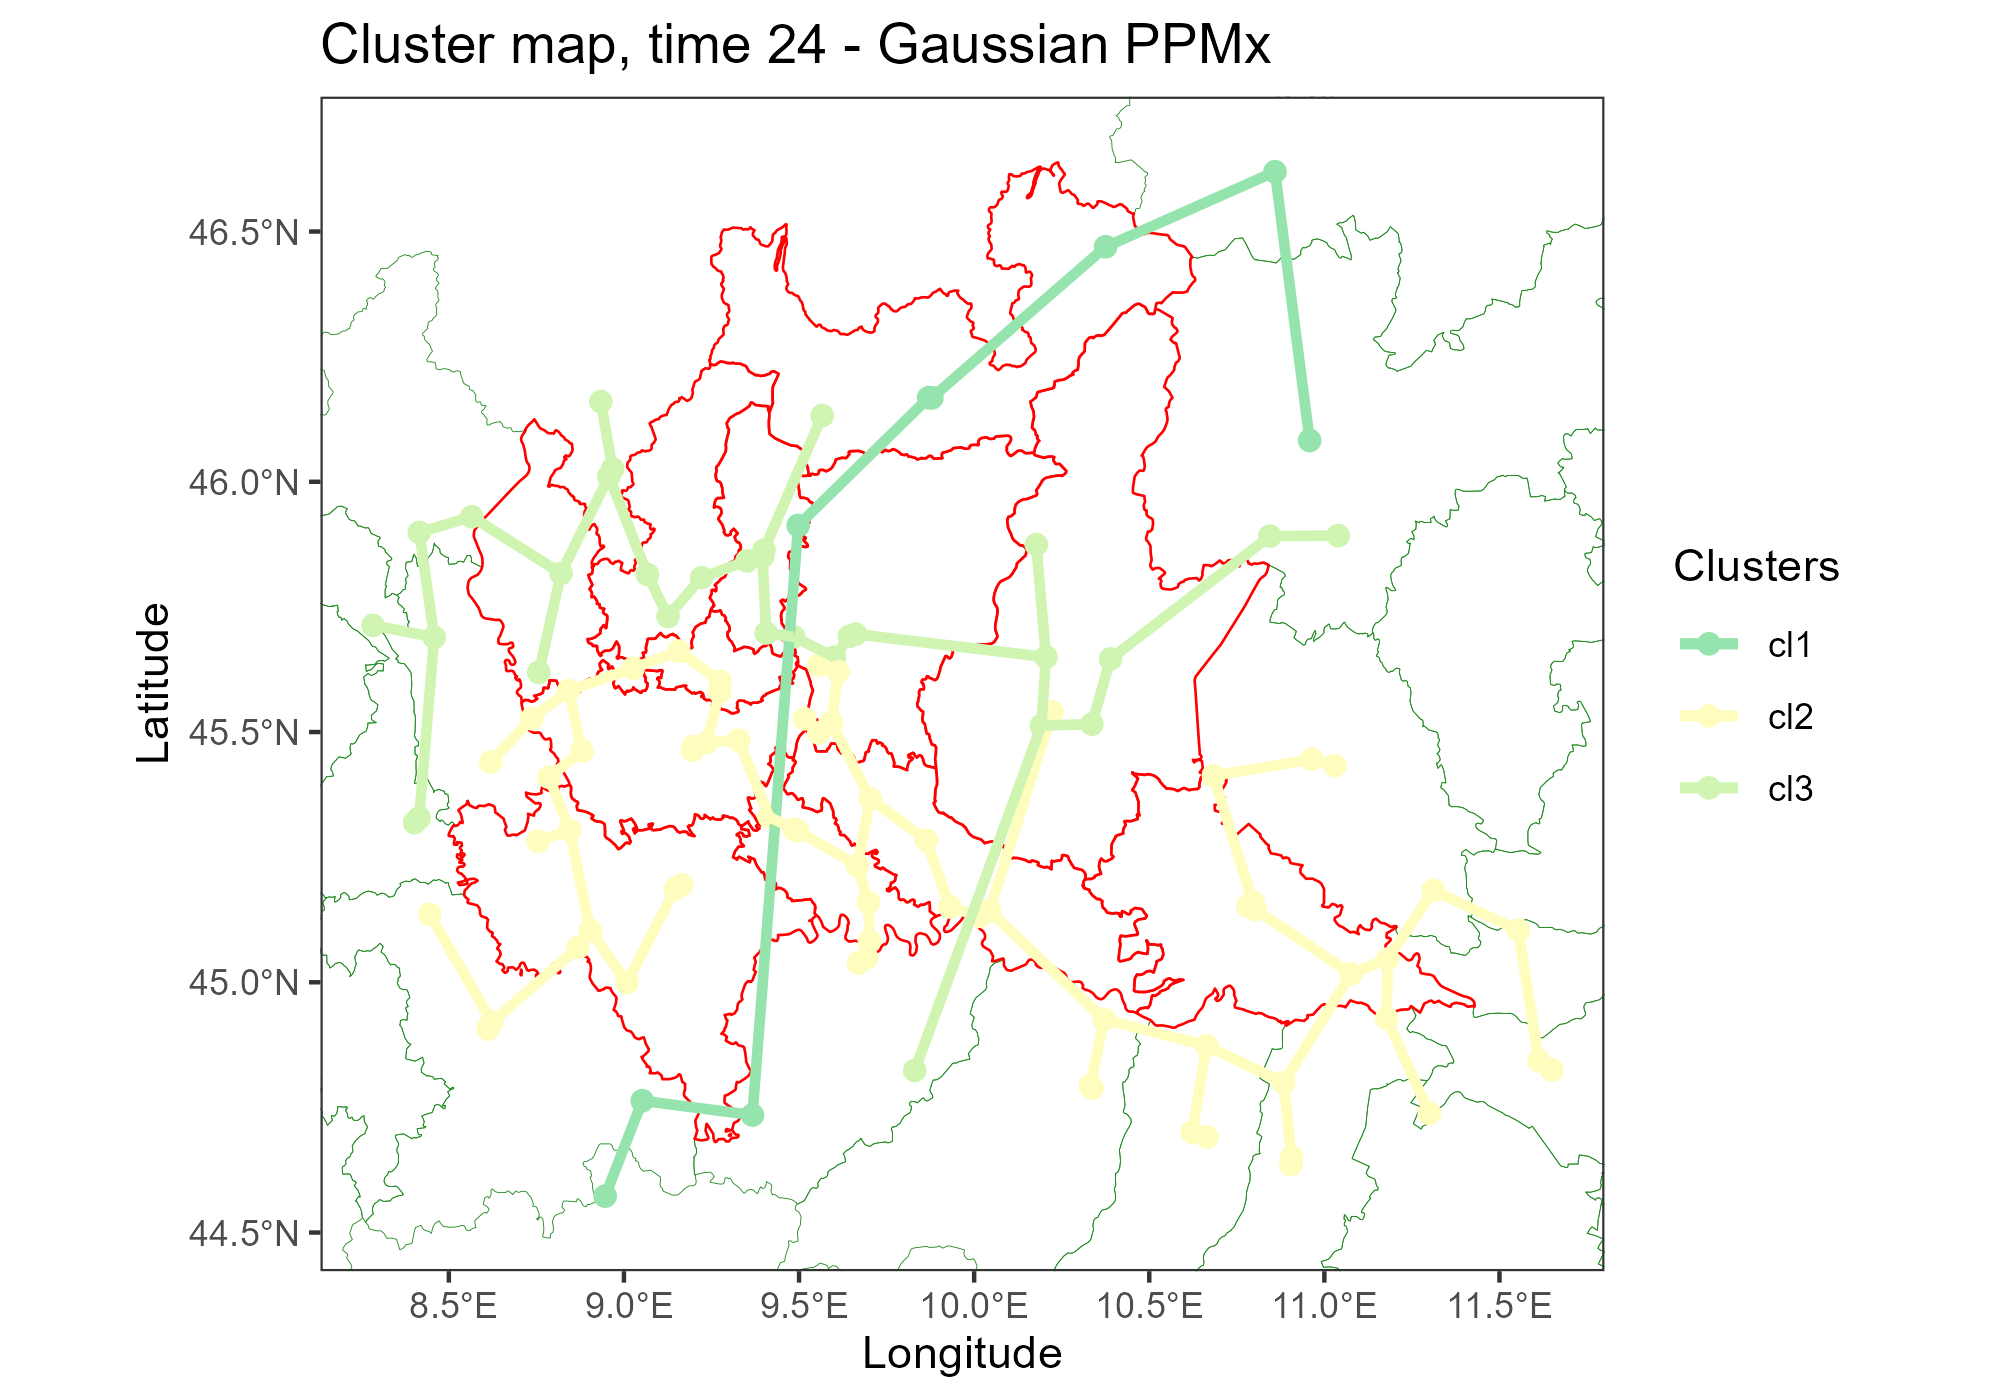 Cluster map, time 24 - Gaussian PPMx
46.5°N
46.0°N
45.5°N
45.0°N
44.5°N
Latitude
8.5°E 9.0°E 9.5°E 10.0°E 10.5°E 11.0°E 11.5°E
Longitude
Clusters
cl1
cl2
cl3